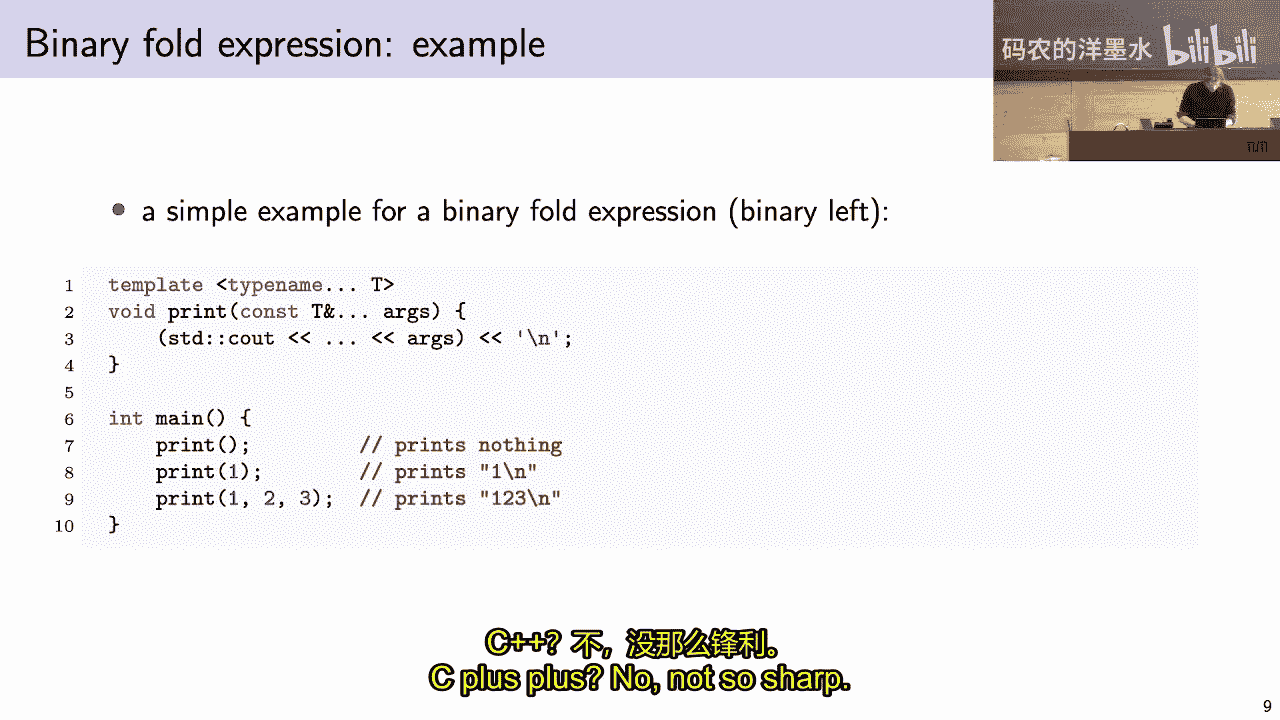 Binary fold expression: example
码农的洋墨水 bilibili
• a simple example for a binary fold expression (binary left):
1 template <typename... T>
2 void print(const T&... args) {
3 (std::cout << ... << args) << '\n';
4 }
5
6 int main() {
7 print(); // prints nothing
8 print(1); // prints "1\n"
9 print(1, 2, 3); // prints "123\n"
10 }
C++？不，没那么锋利。
C plus plus? No, not so sharp.
9